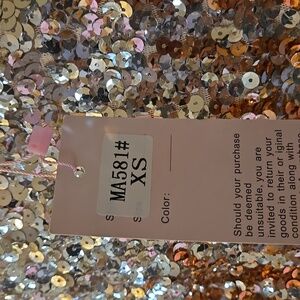 MA581#
XS
Color:
Should your purchase
be deemed
unsuitable, you are
invited to return your
goods in their original
condition along with